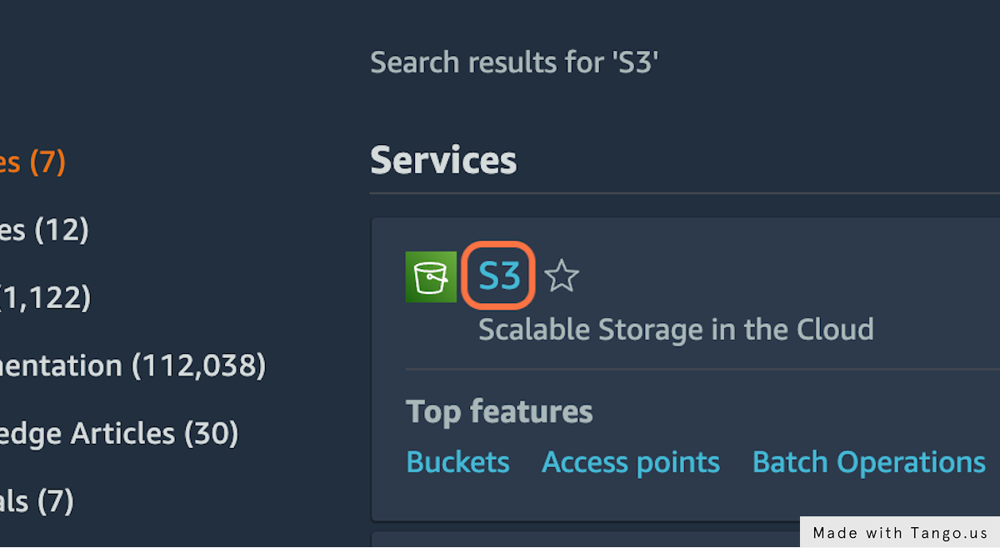 Search results for 'S3'
es (7)
Services
es (12)
S3
(1,122)
Scalable Storage in the Cloud
mentation (112,038)
Top features
edge Articles (30)
Buckets Access points Batch Operations
als (7)
Made with Tango.us